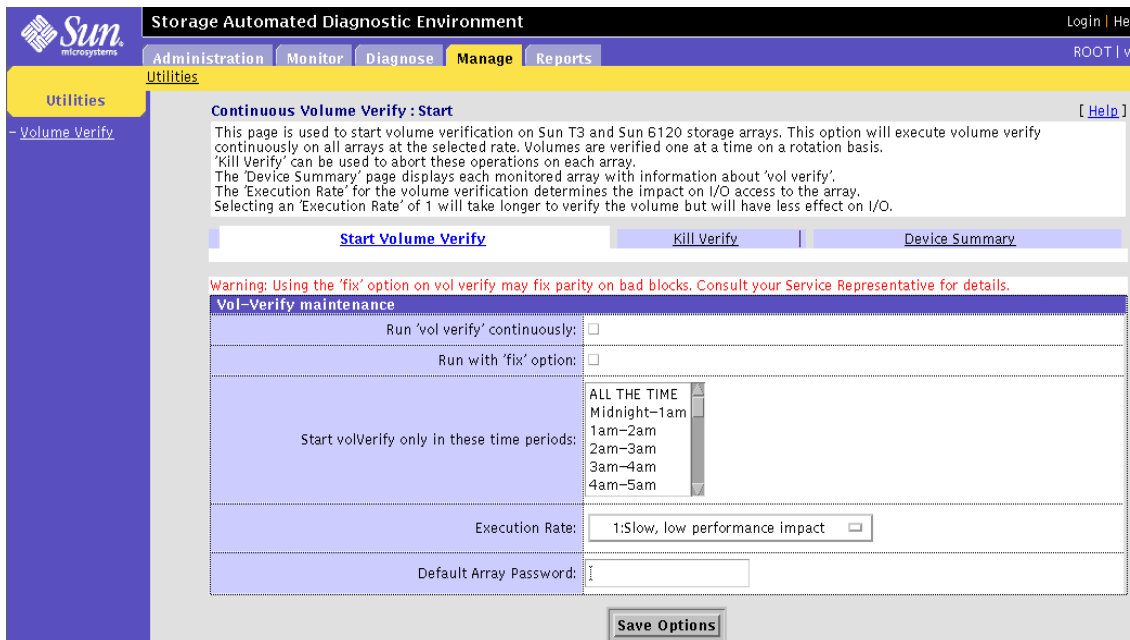 Sun
microsystems
Storage Automated Diagnostic Environment
Login | He
Administration
Monitor
Diagnose
Manage
Reports
ROOT | v
Utilities
Utilities
– Volume Verify
Continuous Volume Verify : Start
[ Help ]
This page is used to start volume verification on Sun T3 and Sun 6120 storage arrays. This option will execute volume verify
continuously on all arrays at the selected rate. Volumes are verified one at a time on a rotation basis.
'Kill Verify' can be used to abort these operations on each array.
The 'Device Summary' page displays each monitored array with information about 'vol verify'.
The 'Execution Rate' for the volume verification determines the impact on I/O access to the array.
Selecting an 'Execution Rate' of 1 will take longer to verify the volume but will have less effect on I/O.
Start Volume Verify
Kill Verify
|
Device Summary
Warning: Using the 'fix' option on vol verify may fix parity on bad blocks. Consult your Service Representative for details.
Vol–Verify maintenance
Run 'vol verify' continuously:
Run with 'fix' option:
Start volVerify only in these time periods:
ALL THE TIME
Midnight–1am
1am–2am
2am–3am
3am–4am
4am–5am
Execution Rate:
1:Slow, low performance impact
Default Array Password:
Save Options